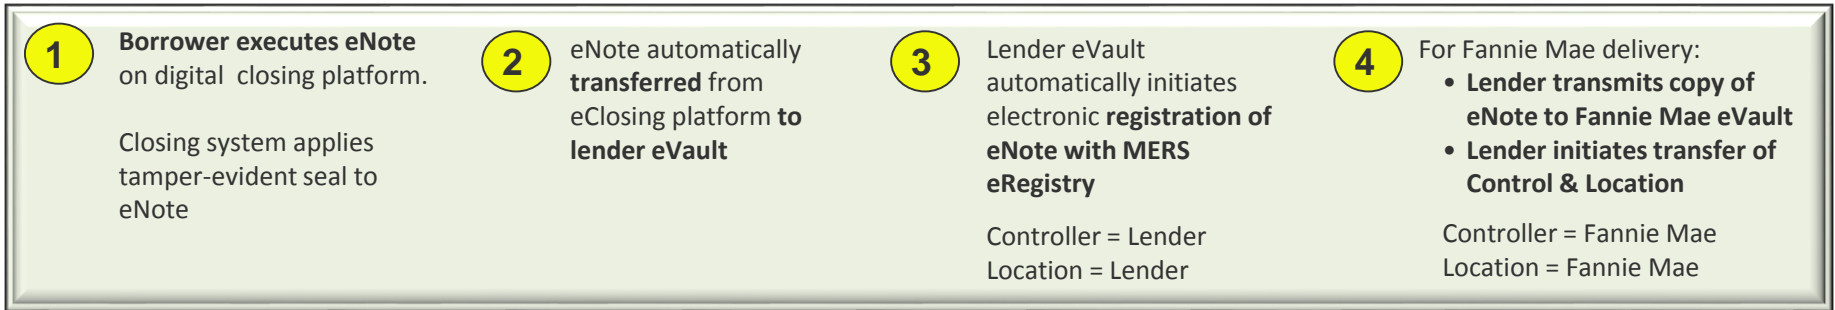 1
Borrower executes eNote
on digital closing platform.
Closing system applies
tamper-evident seal to
eNote
2
eNote automatically
transferred from
eClosing platform to
lender eVault
3
Lender eVault
automatically initiates
electronic registration of
eNote with MERS
eRegistry
Controller = Lender
Location = Lender
4
For Fannie Mae delivery:
• Lender transmits copy of
eNote to Fannie Mae eVault
• Lender initiates transfer of
Control & Location
Controller = Fannie Mae
Location = Fannie Mae